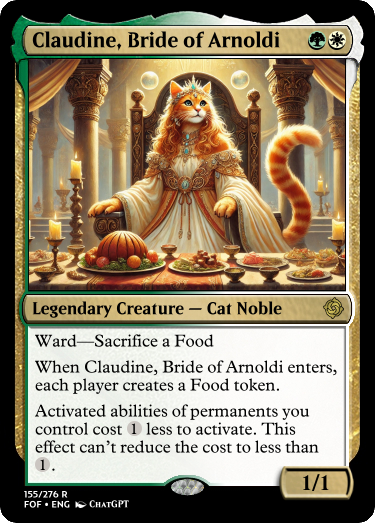 Claudine, Bride of Arnoldi
Legendary Creature — Cat Noble
Ward—Sacrifice a Food
When Claudine, Bride of Arnoldi enters,
each player creates a Food token.
Activated abilities of permanents you
control cost 1 less to activate. This
effect can't reduce the cost to less than
1.
1/1
155/276 R
FOF • ENG ChatGPT